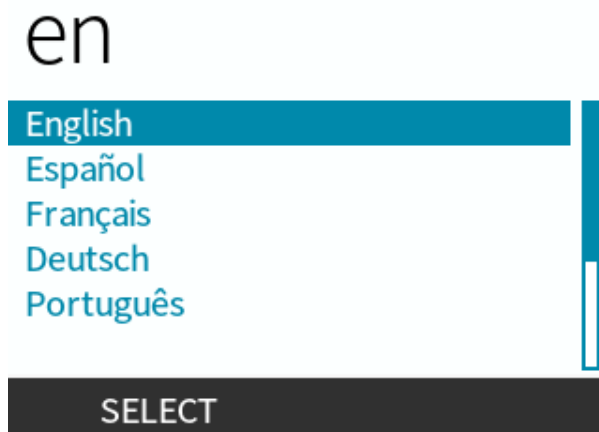 en
English
Español
Français
Deutsch
Português
SELECT